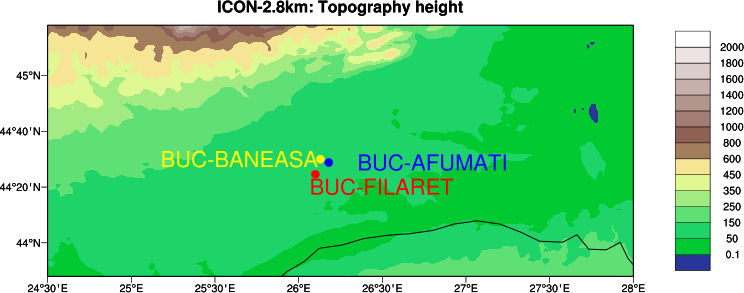 ICON-2.8km: Topography height
45°N
44°40'N
44°20'N
44°N
BUC-BANEASA
BUC-AFUMATI
BUC-FILARET
24°30'E
25°E
25°30'E
26°E
26°30'E
27°E
27°30'E
28°E
2000
1800
1600
1400
1200
1000
800
600
450
350
250
150
50
0.1